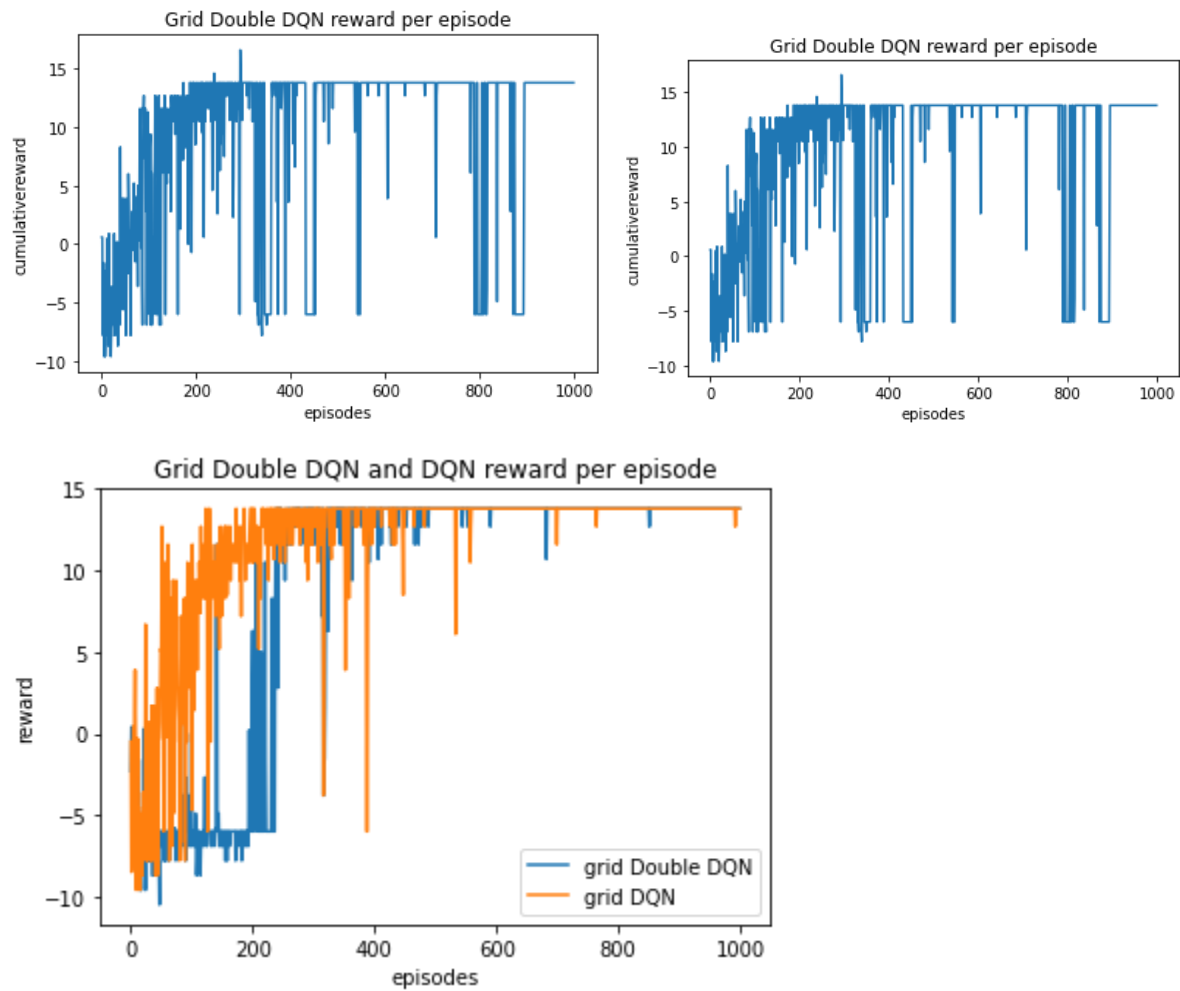 Grid Double DQN reward per episode
15
10
5
0
−5
−10
cumulativereward
0 200 400 600 800 1000
episodes
Grid Double DQN reward per episode
15
10
5
0
−5
−10
cumulativereward
0 200 400 600 800 1000
episodes
Grid Double DQN and DQN reward per episode
15
10
5
0
−5
−10
reward
grid Double DQN
grid DQN
0 200 400 600 800 1000
episodes